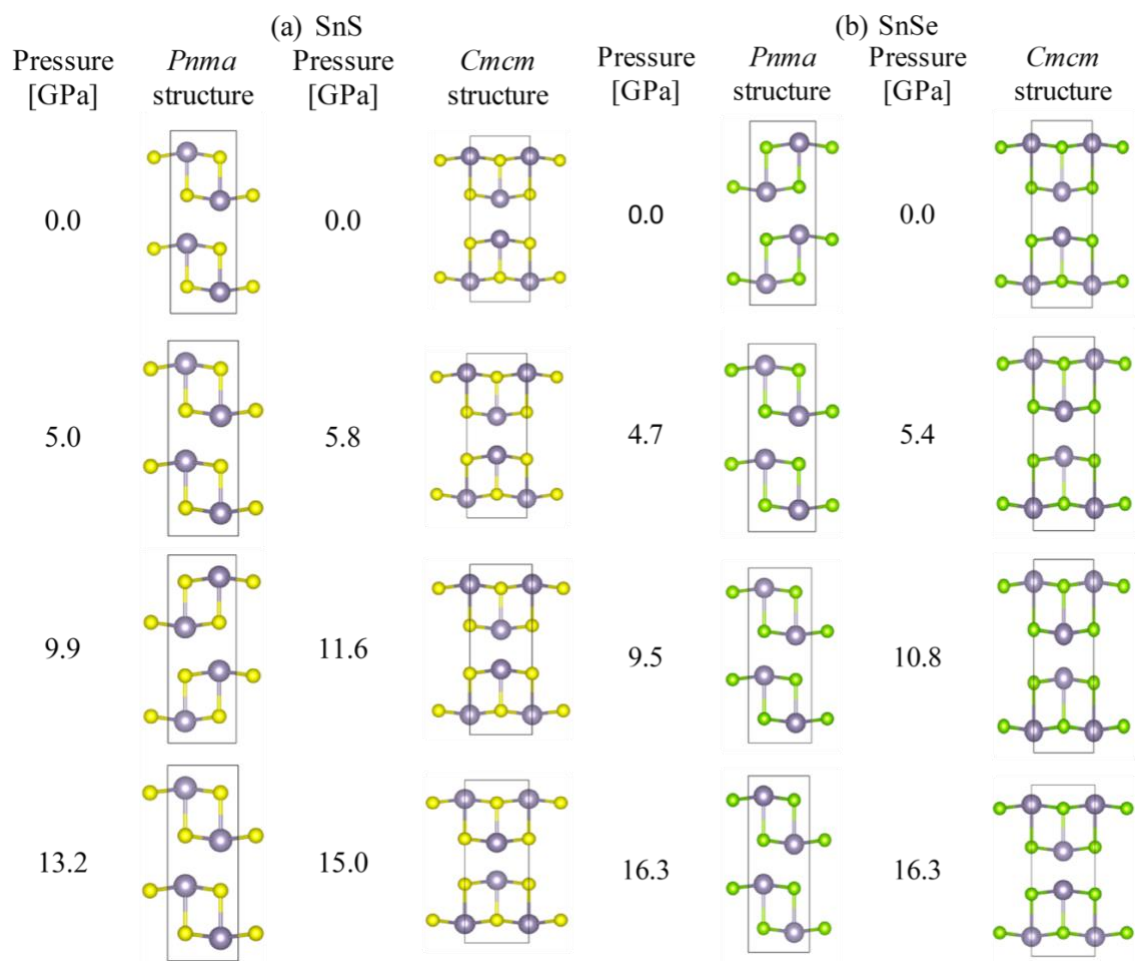 (a) SnS (b) SnSe
Pressure Pnma Pressure Cmcm Pressure Pnma Pressure Cmcm
[GPa] structure [GPa] structure [GPa] structure [GPa] structure
0.0 0.0 0.0 0.0
5.0 5.8 4.7 5.4
9.9 11.6 9.5 10.8
13.2 15.0 16.3 16.3